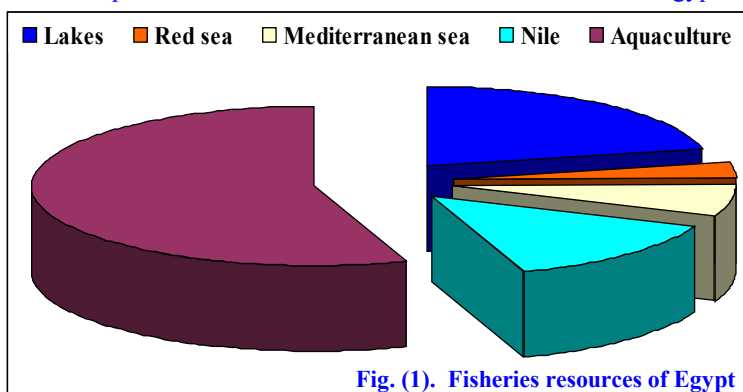 Lakes Red sea Mediterranean sea Nile Aquaculture
Fig. (1). Fisheries resources of Egypt